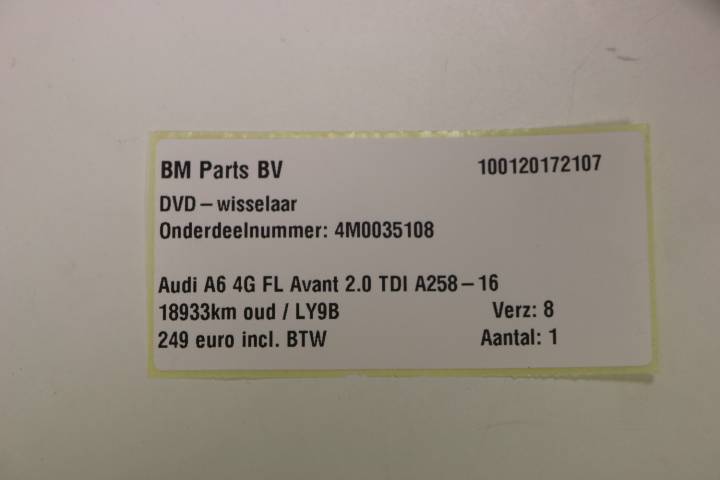 BM Parts BV 100120172107
DVD – wisselaar
Onderdeelnummer: 4M0035108
Audi A6 4G FL Avant 2.0 TDI A258 – 16
18933km oud / LY9B Verz: 8
249 euro incl. BTW Aantal: 1